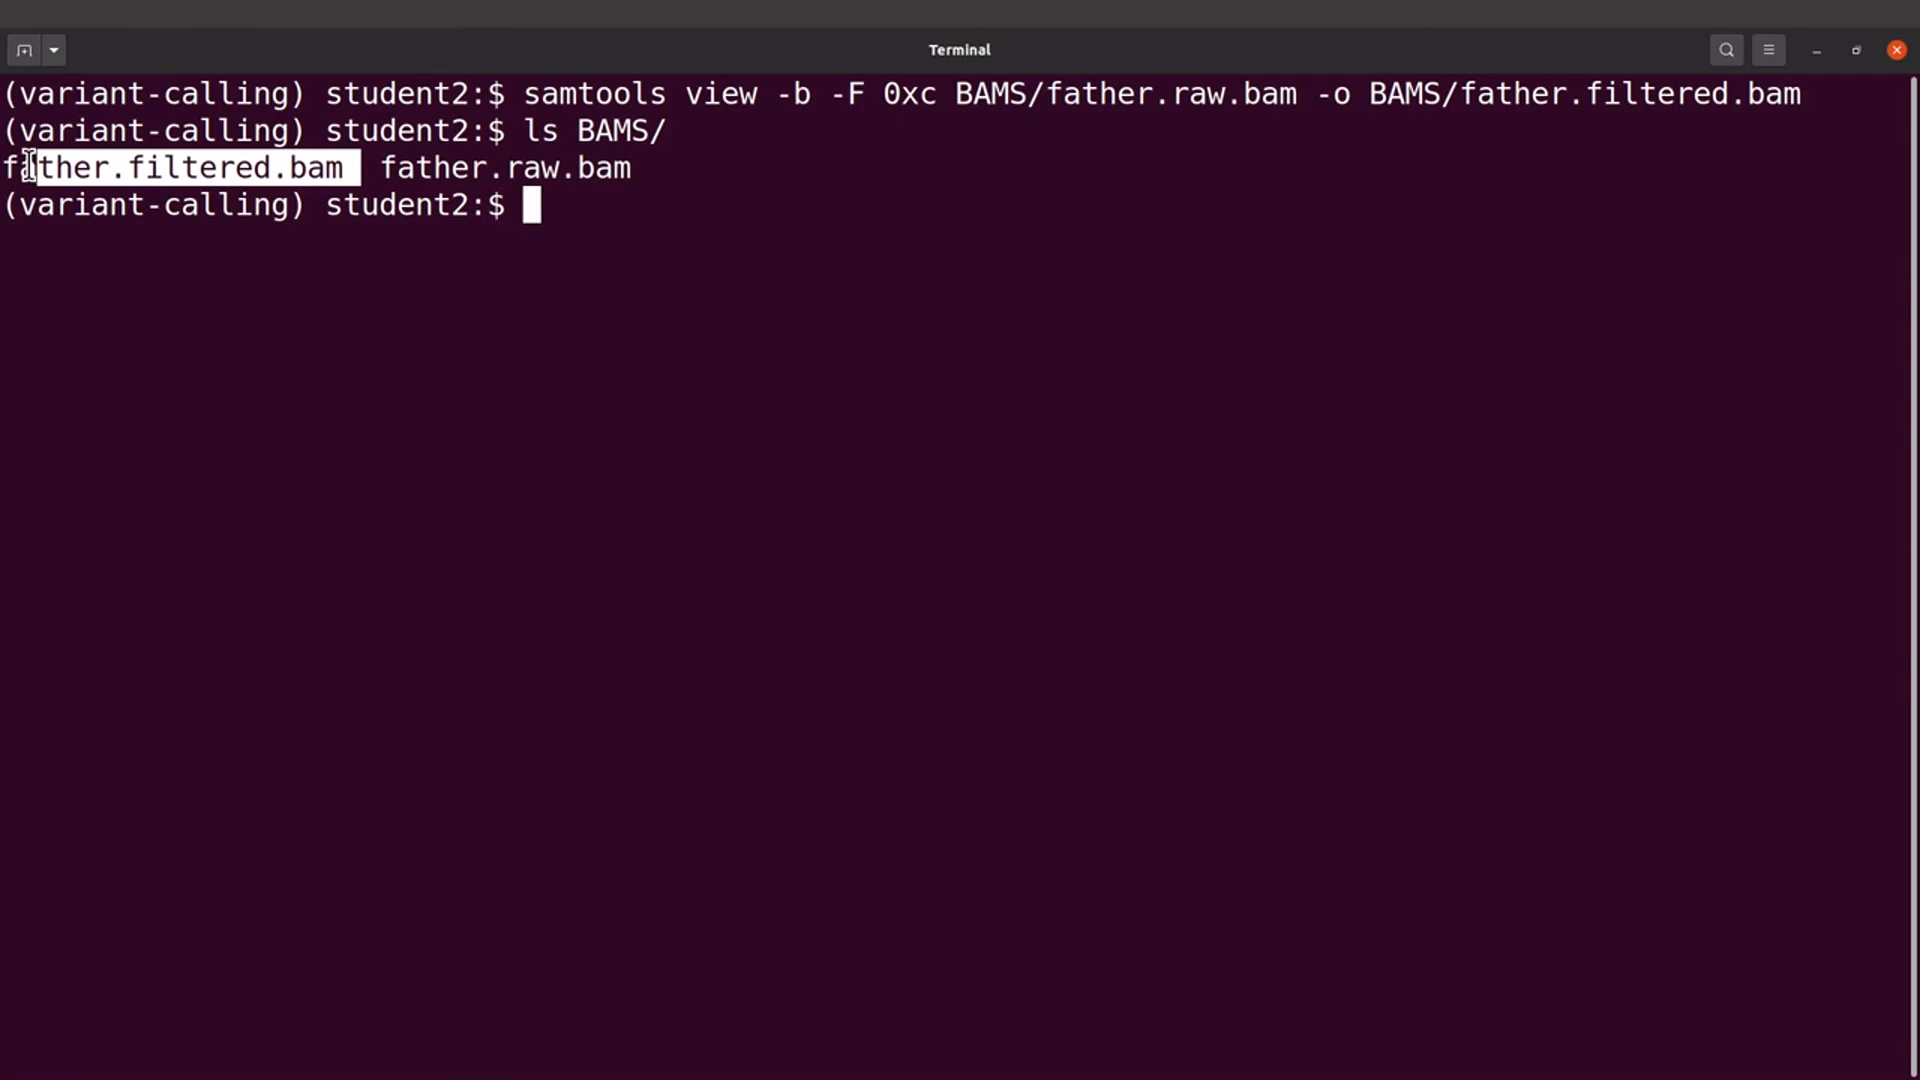 Terminal
(variant-calling) student2:$ samtools view -b -F 0xc BAMS/father.raw.bam -o BAMS/father.filtered.bam
(variant-calling) student2:$ ls BAMS/
father.filtered.bam  father.raw.bam
(variant-calling) student2:$